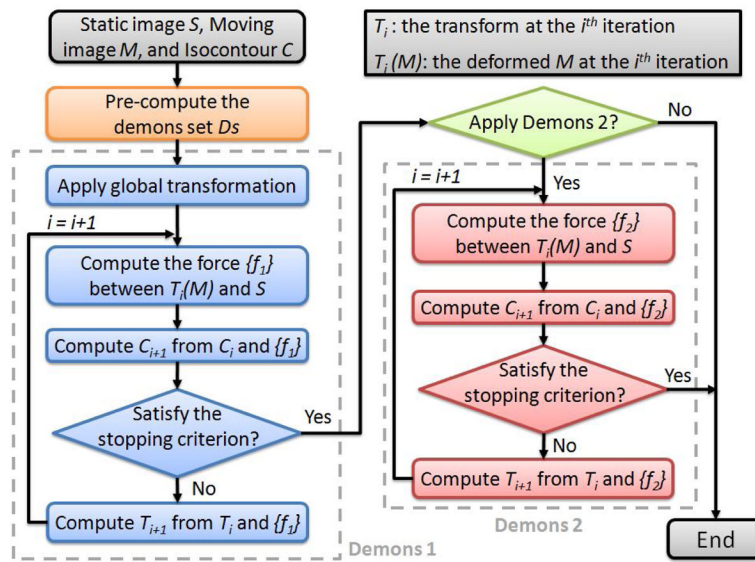 Static image S, Moving
image M, and Isocontour C
Pre-compute the
demons set Ds
Apply global transformation
i = i+1
Compute the force {f₁}
between Tᵢ(M) and S
Compute Cᵢ₊₁ from Cᵢ and {f₁}
Satisfy the
stopping criterion?
Yes
No
Compute Tᵢ₊₁ from Tᵢ and {f₁}
Demons 1
Tᵢ : the transform at the iᵗʰ iteration
Tᵢ (M): the deformed M at the iᵗʰ iteration
Apply Demons 2?
No
Yes
i = i+1
Compute the force {f₂}
between Tᵢ(M) and S
Compute Cᵢ₊₁ from Cᵢ and {f₂}
Satisfy the
stopping criterion?
Yes
No
Compute Tᵢ₊₁ from Tᵢ and {f₂}
Demons 2
End